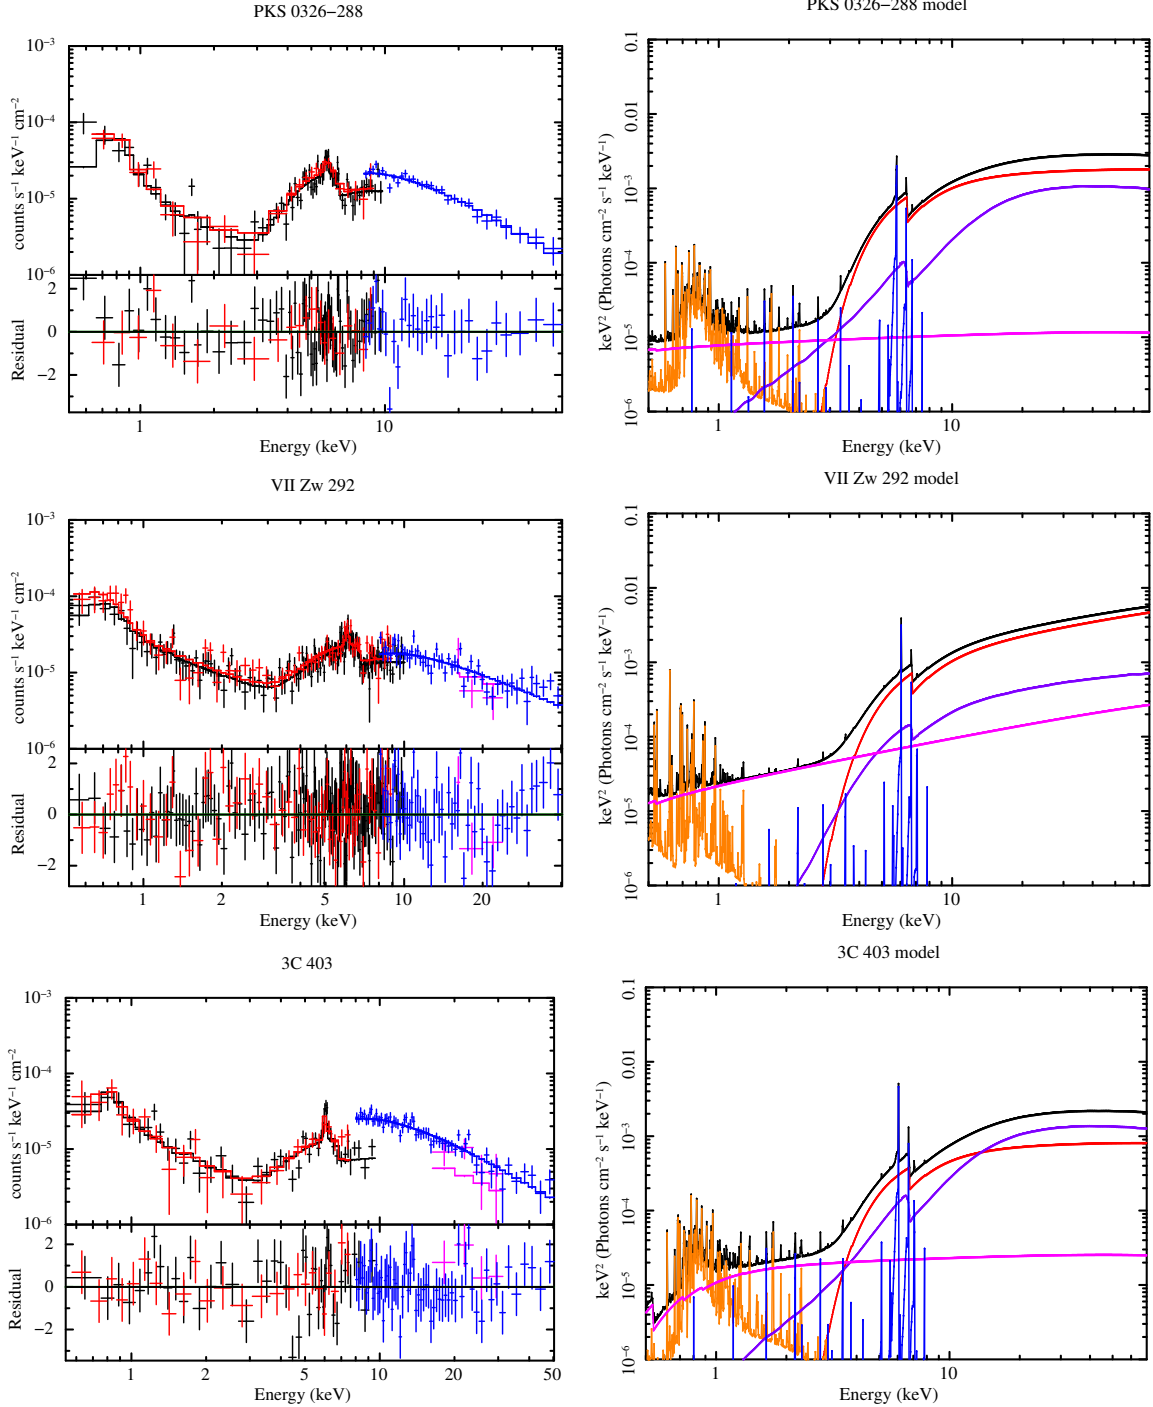 PKS 0326−288
PKS 0326−288 model
10⁻³
10⁻⁴
10⁻⁵
10⁻⁶
counts s⁻¹ keV⁻¹ cm⁻²
2
0
−2
Residual
1
10
Energy (keV)
0.1
0.01
10⁻³
10⁻⁴
10⁻⁵
10⁻⁶
keV² (Photons cm⁻² s⁻¹ keV⁻¹)
1
10
Energy (keV)
VII Zw 292
VII Zw 292 model
10⁻³
10⁻⁴
10⁻⁵
10⁻⁶
counts s⁻¹ keV⁻¹ cm⁻²
2
0
−2
Residual
1
2
5
10
20
Energy (keV)
0.1
0.01
10⁻³
10⁻⁴
10⁻⁵
10⁻⁶
keV² (Photons cm⁻² s⁻¹ keV⁻¹)
1
10
Energy (keV)
3C 403
3C 403 model
10⁻³
10⁻⁴
10⁻⁵
10⁻⁶
counts s⁻¹ keV⁻¹ cm⁻²
2
0
−2
Residual
1
2
5
10
20
50
Energy (keV)
0.1
0.01
10⁻³
10⁻⁴
10⁻⁵
10⁻⁶
keV² (Photons cm⁻² s⁻¹ keV⁻¹)
1
10
Energy (keV)